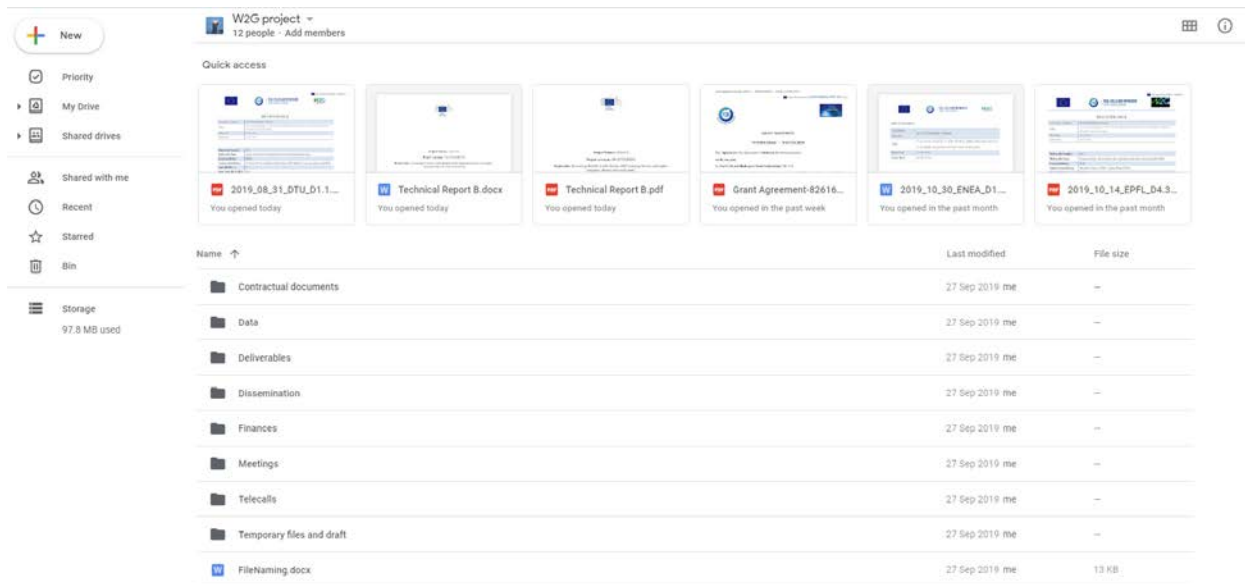 New
Priority
My Drive
Shared drives
Shared with me
Recent
Starred
Bin
Storage
97.8 MB used
W2G project
12 people - Add members
Quick access
2019_08_31_DTU_D1.1....
You opened today
Technical Report B.docx
You opened today
Technical Report B.pdf
You opened today
Grant Agreement-82616...
You opened in the past week
2019_10_30_ENEA_D1....
You opened in the past month
2019_10_14_EPFL_D4.3...
You opened in the past month
Name Last modified File size
Contractual documents 27 Sep 2019 me –
Data 27 Sep 2019 me –
Deliverables 27 Sep 2019 me –
Dissemination 27 Sep 2019 me –
Finances 27 Sep 2019 me –
Meetings 27 Sep 2019 me –
Telecalls 27 Sep 2019 me –
Temporary files and draft 27 Sep 2019 me –
FileNaming.docx 27 Sep 2019 me 13 KB